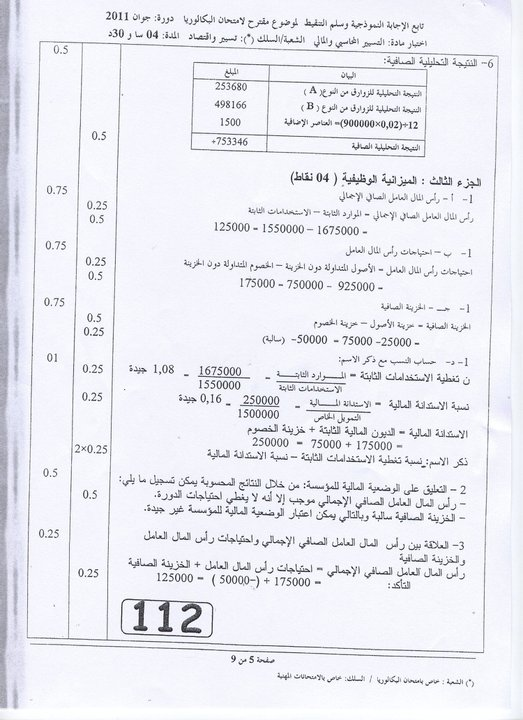 تابع الإجابة النموذجية وسلم التنقيط لموضوع مقترح لامتحان البكالوريا دورة: جوان 2011
اختبار مادة: التسيير المحاسبي والمالي الشعبة/السلك (*): تسيير واقتصاد المدة: 04 سا و 30د
6- النتيجة التحليلية الصافية: 0.5
البيان المبلغ
النتيجة التحليلية للزوارق من النوع( A ) 253680
النتيجة التحليلية للزوارق من النوع( B ) 498166
12÷(900000×0,02)= العناصر الإضافية 1500
النتيجة التحليلية الصافية +753346 0.5
الجزء الثالث : الميزانية الوظيفية ( 04 نقاط)
1- أ- رأس المال العامل الصافي الإجمالي 0.75
رأس المال العامل الصافي الإجمالي = الموارد الثابتة – الاستخدامات الثابتة 0.25
= 1675000 – 1550000 = 125000 0.5
1- ب – احتياجات رأس المال العامل 0.75
احتياجات رأس المال العامل = الأصول المتداولة دون الخزينة – الخصوم المتداولة دون الخزينة 0.25
= 925000 – 750000 = 175000 0.5
1- جـ – الخزينة الصافية 0.75
الخزينة الصافية = خزينة الأصول – خزينة الخصوم 0.5
= 25000 – 75000 = 50000- (سالبة) 0.25
1- د- حساب النسب مع ذكر الاسم: 01
ن تغطية الاستخدامات الثابتة = المــوارد الثابتــة / الاستخدامات الثابتة = 1675000 / 1550000 = 1,08 جيدة 0.25
نسبة الاستدانة المالية = الاستدانة المــالية / التمويل الخاص = 250000 / 1500000 = 0,16 جيدة 0.25
الاستدانة المالية = الديون المالية الثابتة + خزينة الخصوم
= 175000 + 75000 = 250000
ذكر الاسم: نسبة تغطية الاستخدامات الثابتة – نسبة الاستدانة المالية 2×0.25
2 – التعليق على الوضعية المالية للمؤسسة: من خلال النتائج المحسوبة يمكن تسجيل ما يلي: 0.5
- رأس المال العامل الصافي الإجمالي موجب إلا أنه لا يغطي احتياجات الدورة. 0.5
- الخزينة الصافية سالبة وبالتالي يمكن اعتبار الوضعية المالية للمؤسسة غير جيدة.
3- العلاقة بين رأس المال العامل الصافي الإجمالي واحتياجات رأس المال العامل 0.25
والخزينة الصافية
رأس المال العامل الصافي الإجمالي = احتياجات رأس المال العامل + الخزينة الصافية
التأكد: = 175000 + (-50000 ) = 125000 0.25
112
صفحة 5 من 9
(*) الشعبة : خاص بامتحان البكالوريا / السلك: خاص بالامتحانات المهنية